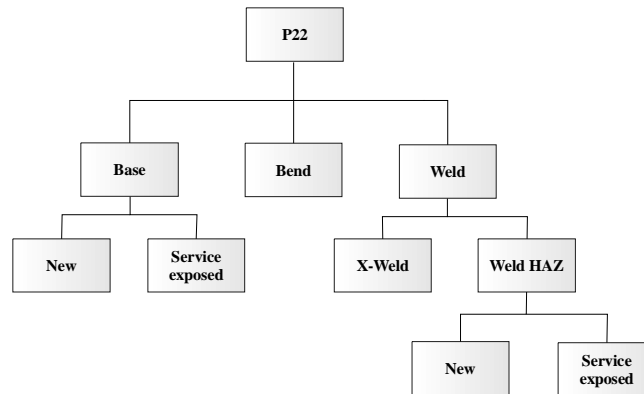 P22
Base
Bend
Weld
New
Service
exposed
X-Weld
Weld HAZ
New
Service
exposed